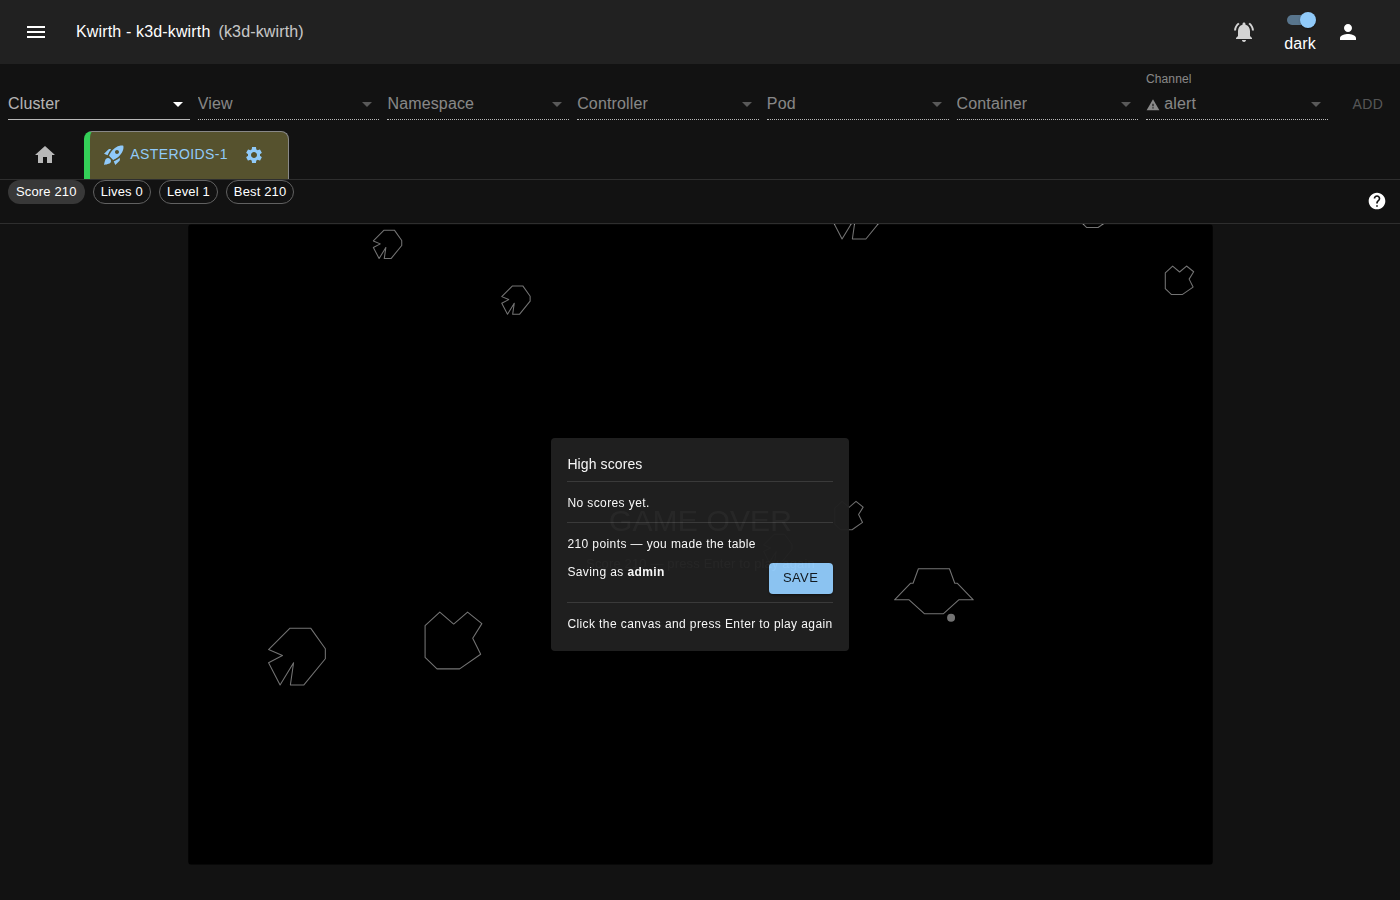 Kwirth - k3d-kwirth (k3d-kwirth)
dark
Channel
Cluster View Namespace Controller Pod Container alert ADD
ASTEROIDS-1
Score 210 Lives 0 Level 1 Best 210
High scores
No scores yet.
GAME OVER
210 points — you made the table
Saving as admin SAVE
Click the canvas and press Enter to play again